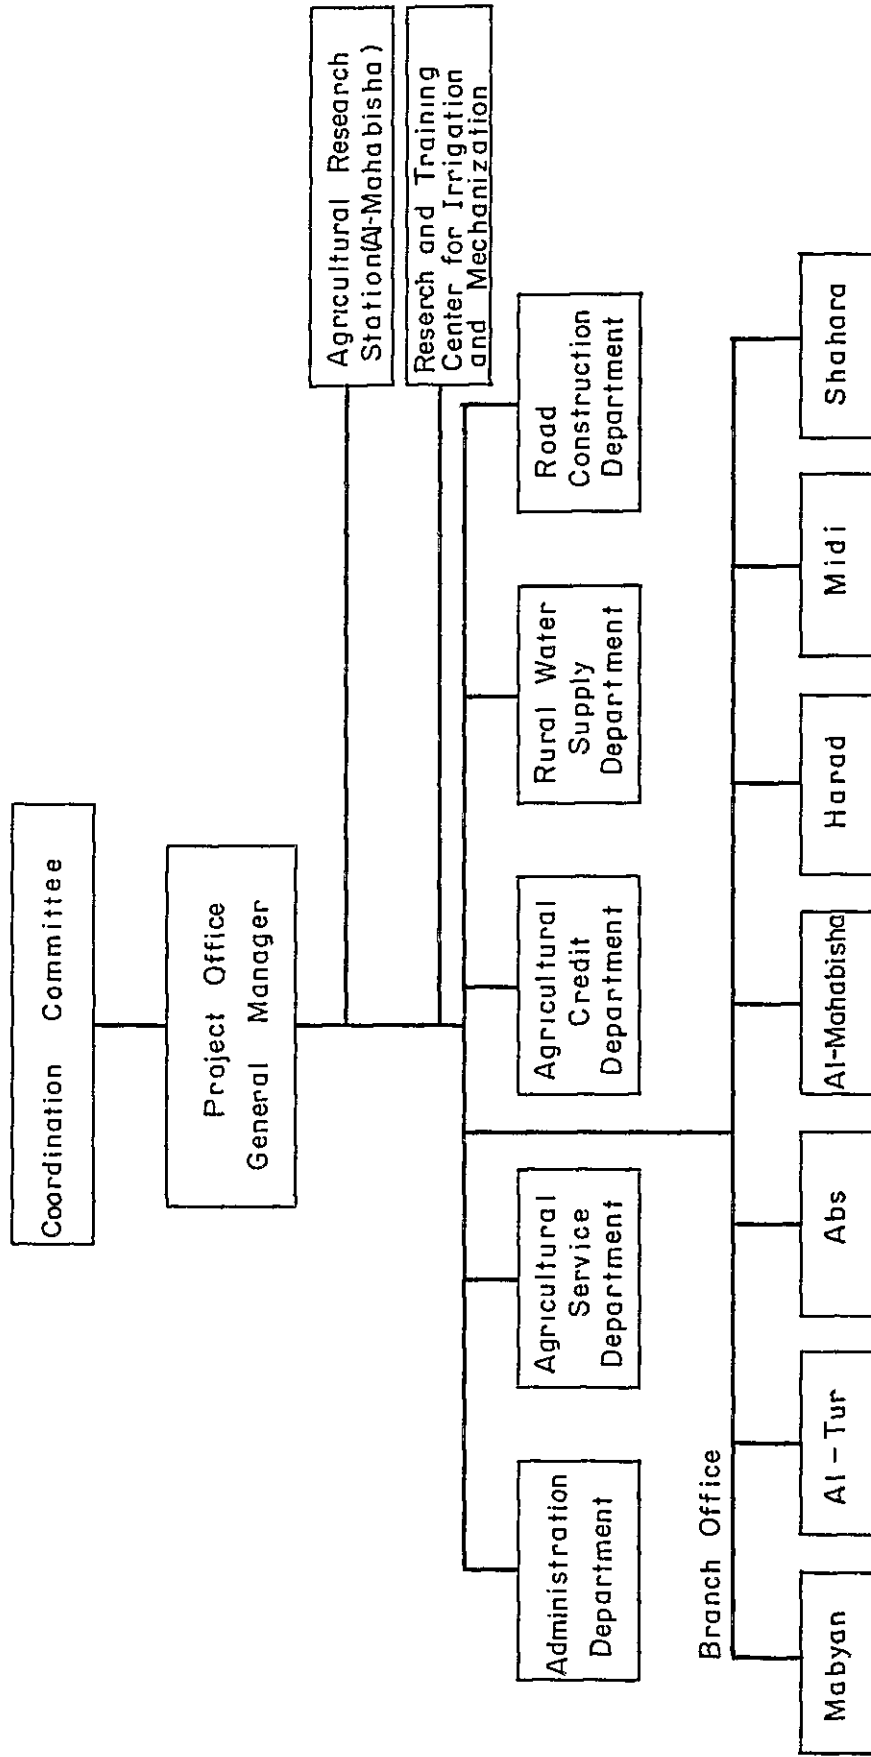 Coordination Committee
Project Office
General Manager
Agricultural Research
Station(Al-Mahabisha)
Reserch and Training
Center for Irrigation
and Mechanization
Administration
Department
Agricultural
Service
Department
Agricultural
Credit
Department
Rural Water
Supply
Department
Road
Construction
Department
Branch Office
Mabyan
Al-Tur
Abs
Al-Mahabisha
Harad
Midi
Shahara